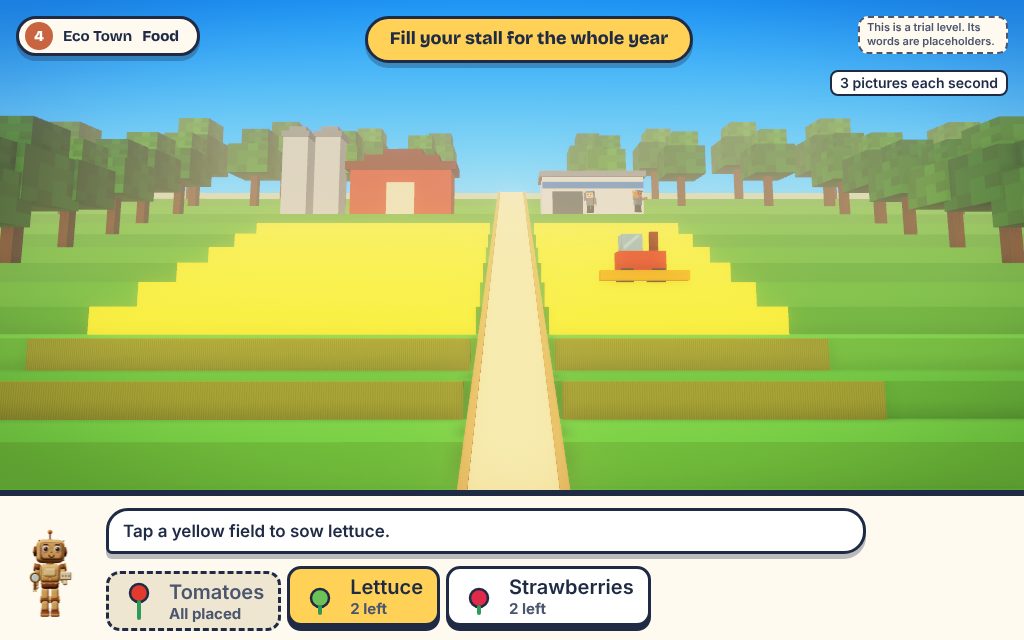 4 Eco Town Food
Fill your stall for the whole year
This is a trial level. Its
words are placeholders.
3 pictures each second
Tap a yellow field to sow lettuce.
Tomatoes
All placed
Lettuce
2 left
Strawberries
2 left